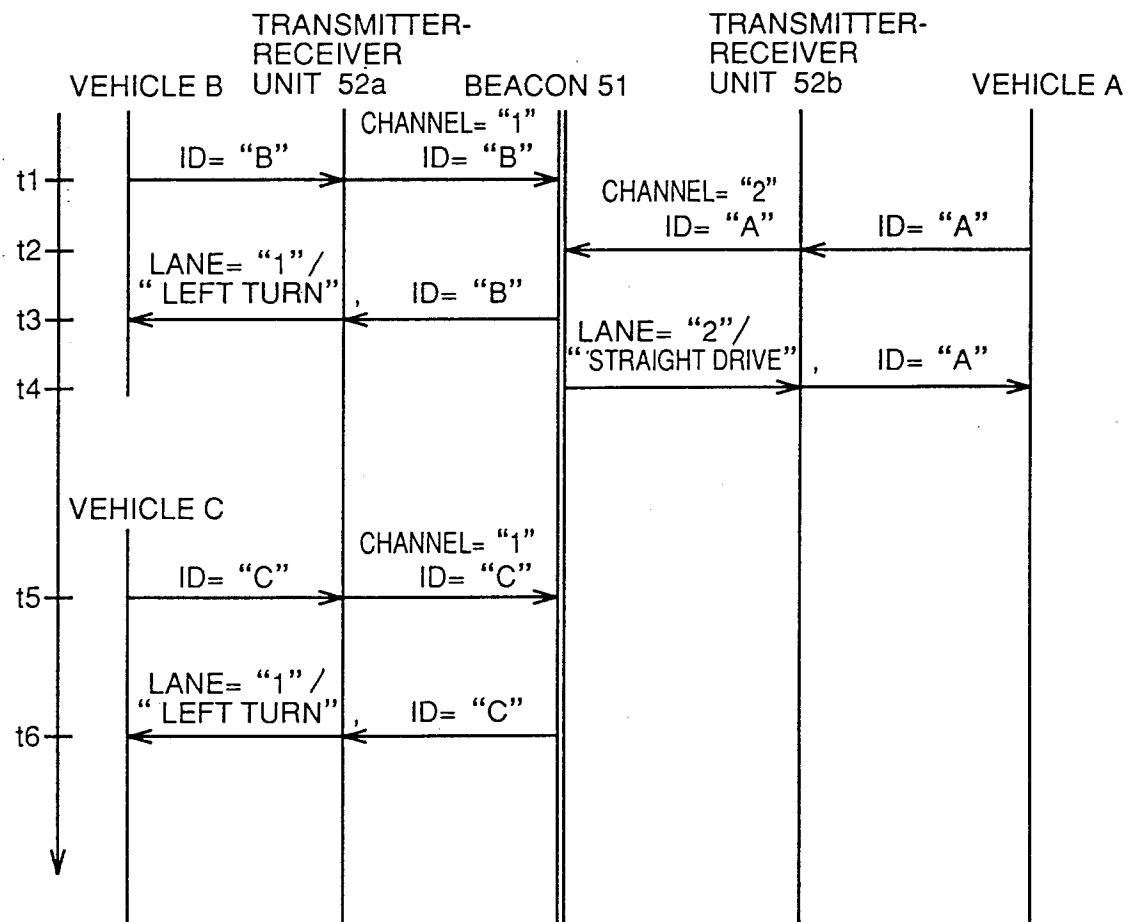 TRANSMITTER-
RECEIVER
UNIT 52a
TRANSMITTER-
RECEIVER
UNIT 52b
VEHICLE B
BEACON 51
VEHICLE A
CHANNEL= “1”
t1
ID= “B”
ID= “B”
CHANNEL= “2”
t2
ID= “A”
ID= “A”
LANE= “1” /
“ LEFT TURN” , ID= “B”
t3
LANE= “2” /
“ STRAIGHT DRIVE” , ID= “A”
t4
VEHICLE C
CHANNEL= “1”
t5
ID= “C”
ID= “C”
LANE= “1” /
“ LEFT TURN” , ID= “C”
t6